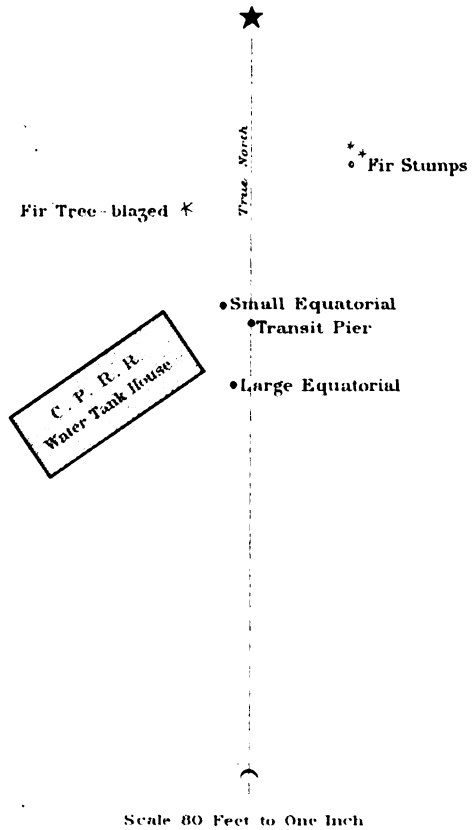 True North
Fir Stumps
Fir Tree-blazed
Small Equatorial
Transit Pier
C. P. R. R.
Water Tank House
Large Equatorial
Scale 80 Feet to One Inch